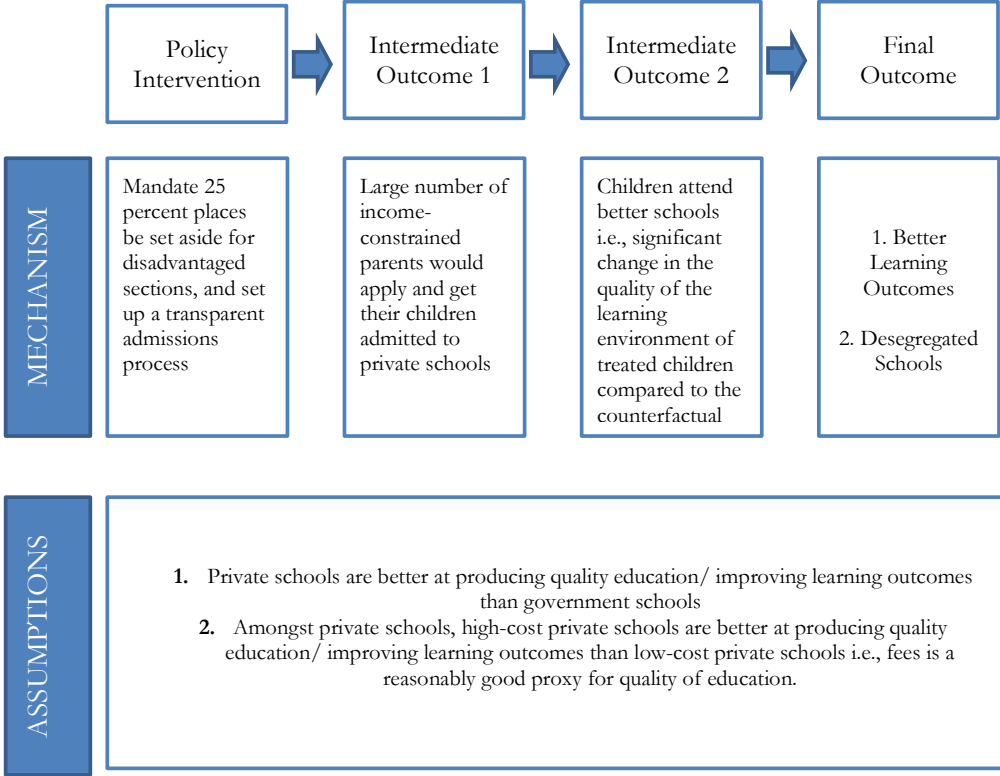 Policy
Intervention
Intermediate
Outcome 1
Intermediate
Outcome 2
Final
Outcome
MECHANISM
Mandate 25
percent places
be set aside for
disadvantaged
sections, and set
up a transparent
admissions
process
Large number of
income-
constrained
parents would
apply and get
their children
admitted to
private schools
Children attend
better schools
i.e., significant
change in the
quality of the
learning
environment of
treated children
compared to the
counterfactual
1. Better
Learning
Outcomes
2. Desegregated
Schools
ASSUMPTIONS
1. Private schools are better at producing quality education/ improving learning outcomes
than government schools
2. Amongst private schools, high-cost private schools are better at producing quality
education/ improving learning outcomes than low-cost private schools i.e., fees is a
reasonably good proxy for quality of education.